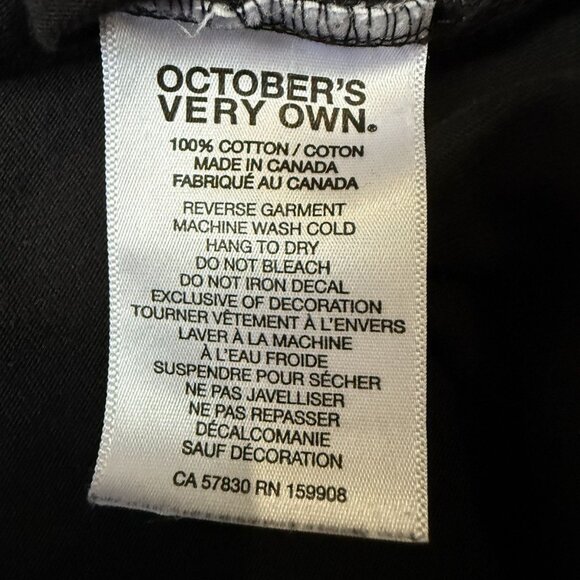 OCTOBER'S
VERY OWN®
100% COTTON / COTON
MADE IN CANADA
FABRIQUÉ AU CANADA
REVERSE GARMENT
MACHINE WASH COLD
HANG TO DRY
DO NOT BLEACH
DO NOT IRON DECAL
EXCLUSIVE OF DECORATION
TOURNER VÊTEMENT À L'ENVERS
LAVER À LA MACHINE
À L'EAU FROIDE
SUSPENDRE POUR SÉCHER
NE PAS JAVELLISER
NE PAS REPASSER
DÉCALCOMANIE
SAUF DÉCORATION
CA 57830 RN 159908